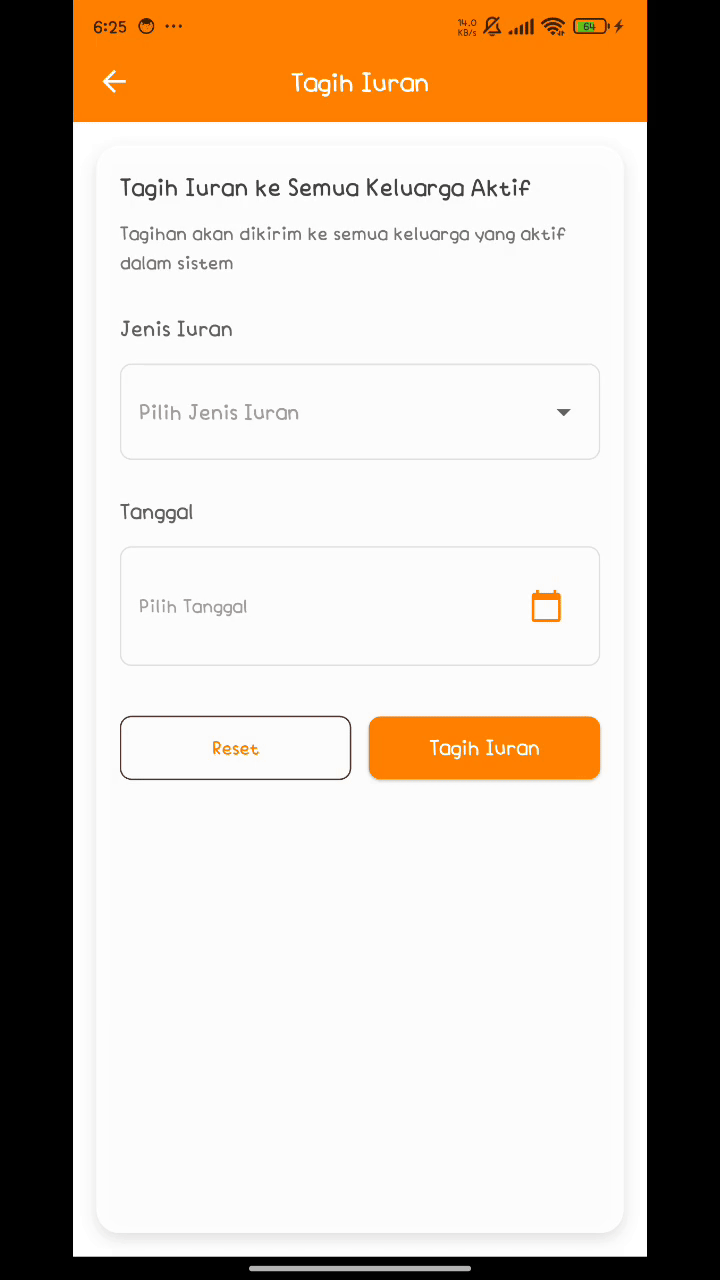 6:25
14.0
KB/s
64
Tagih Iuran
Tagih Iuran ke Semua Keluarga Aktif
Tagihan akan dikirim ke semua keluarga yang aktif
dalam sistem
Jenis Iuran
Pilih Jenis Iuran
Tanggal
Pilih Tanggal
Reset
Tagih Iuran